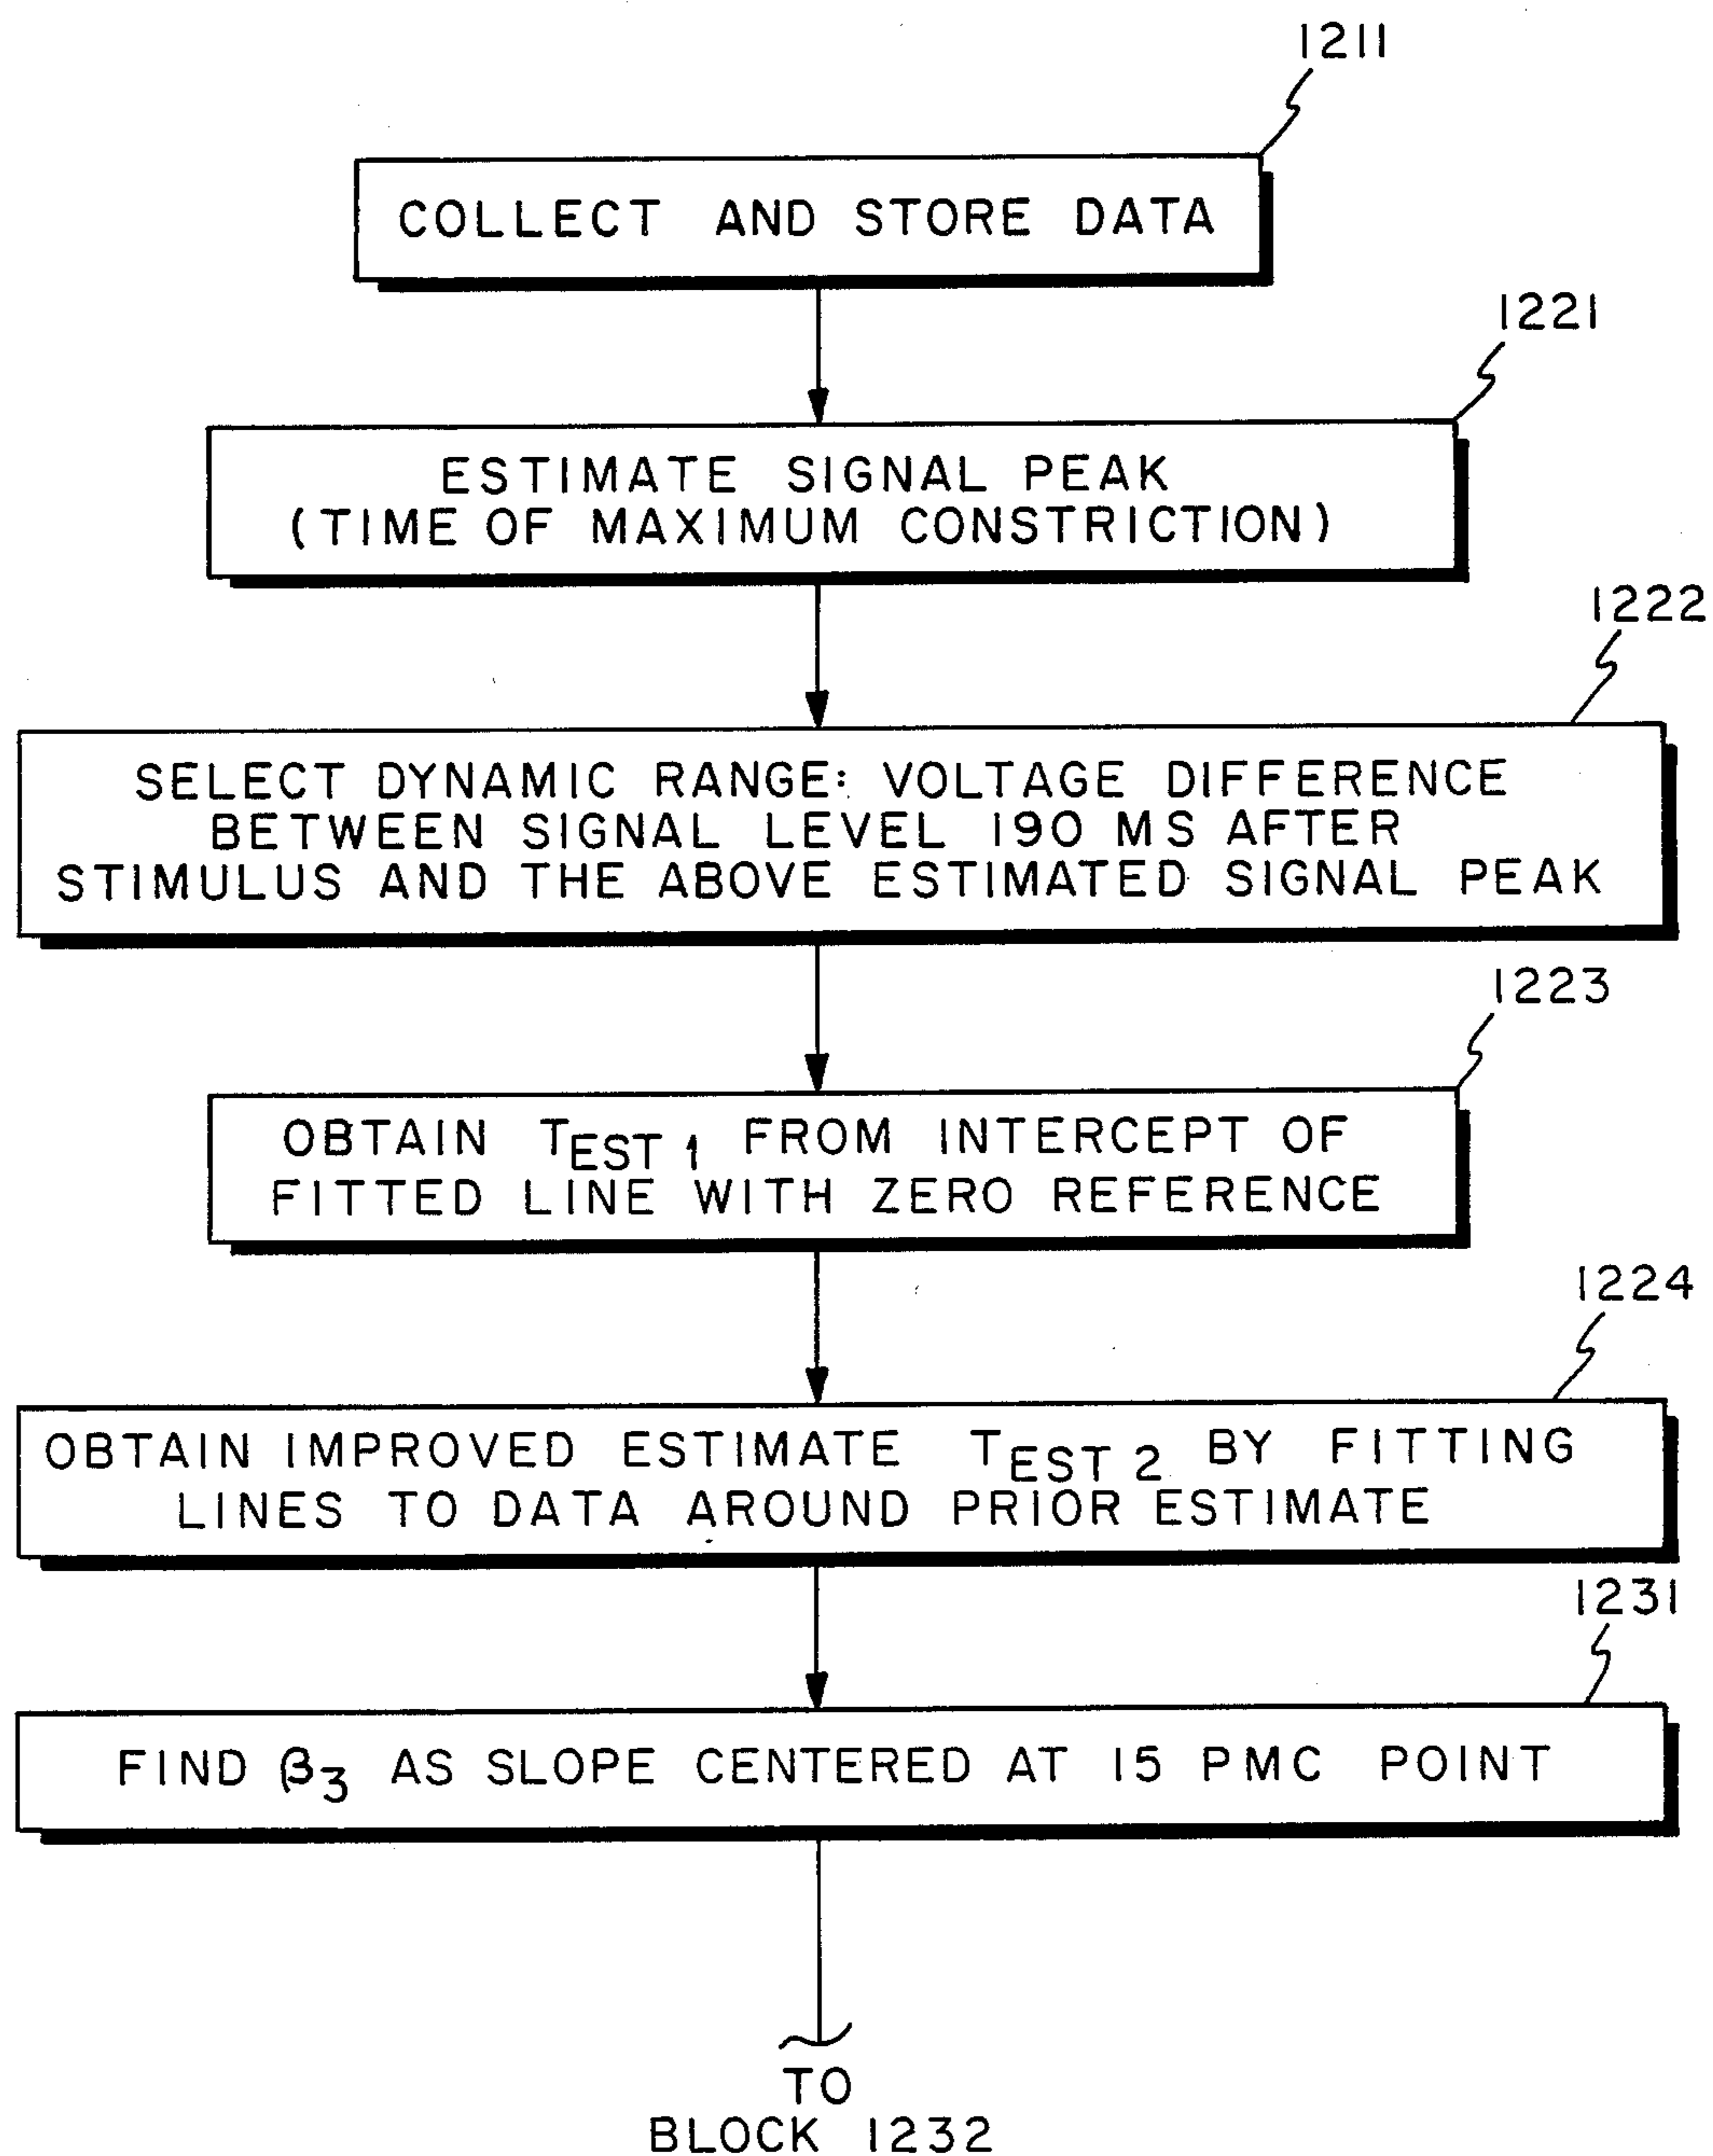 1211
COLLECT AND STORE DATA
1221
ESTIMATE SIGNAL PEAK
(TIME OF MAXIMUM CONSTRICTION)
1222
SELECT DYNAMIC RANGE: VOLTAGE DIFFERENCE
BETWEEN SIGNAL LEVEL 190 MS AFTER
STIMULUS AND THE ABOVE ESTIMATED SIGNAL PEAK
1223
OBTAIN TEST 1 FROM INTERCEPT OF
FITTED LINE WITH ZERO REFERENCE
1224
OBTAIN IMPROVED ESTIMATE TEST 2 BY FITTING
LINES TO DATA AROUND PRIOR ESTIMATE
1231
FIND β3 AS SLOPE CENTERED AT 15 PMC POINT
TO
BLOCK 1232